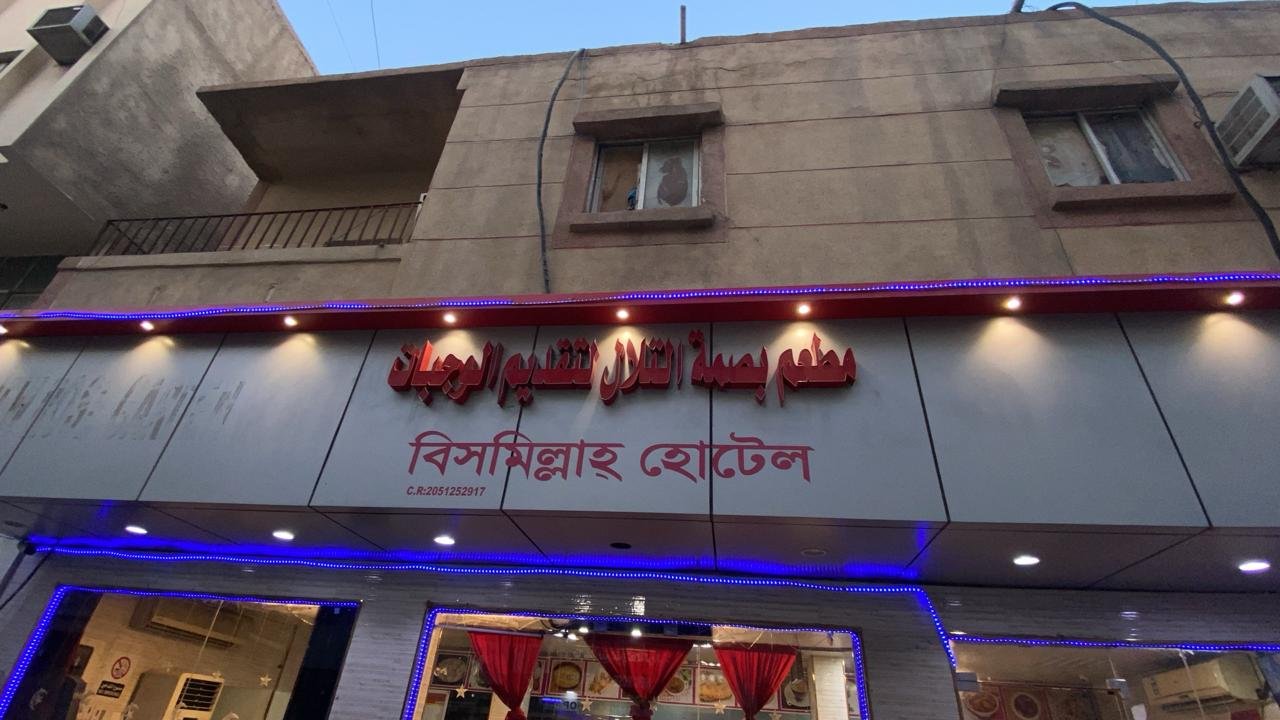 مطعم بصمة التلال لتقديم الوجبات
বিসমিল্লাহ্ হোটেল
C.R:2051252917